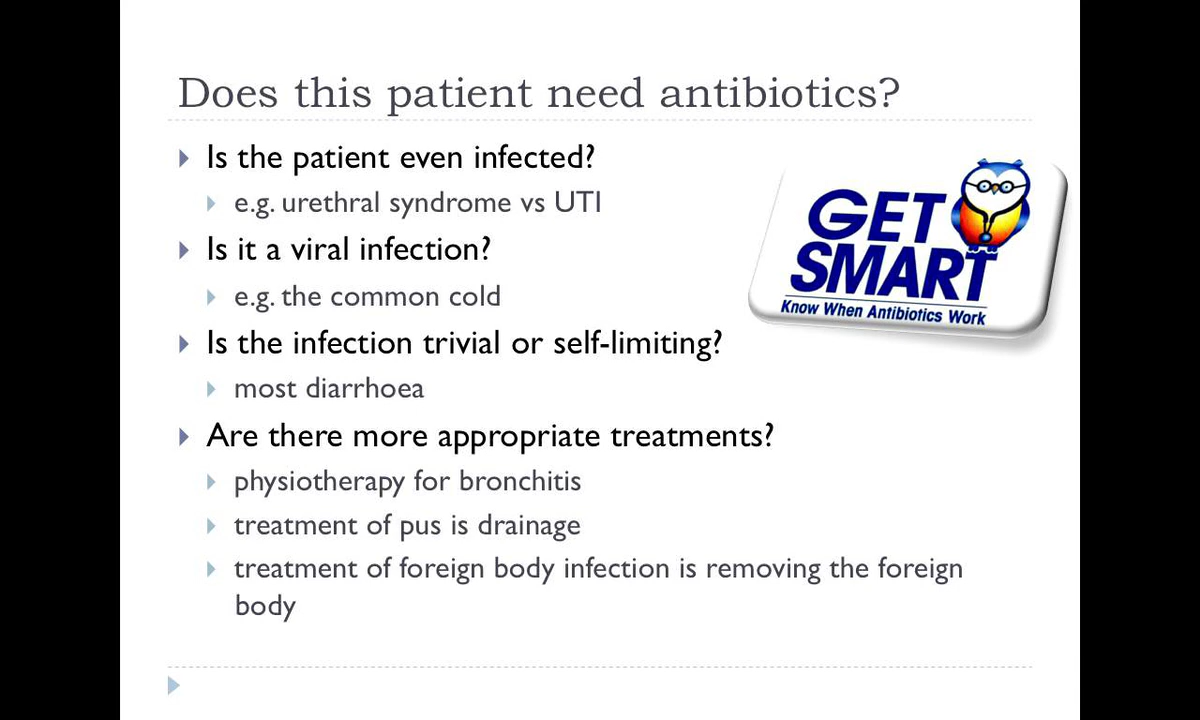 Does this patient need antibiotics?
Is the patient even infected?
e.g. urethral syndrome vs UTI
Is it a viral infection?
e.g. the common cold
Is the infection trivial or self-limiting?
most diarrhoea
Are there more appropriate treatments?
physiotherapy for bronchitis
treatment of pus is drainage
treatment of foreign body infection is removing the foreign
body
GET
SMART
Know When Antibiotics Work